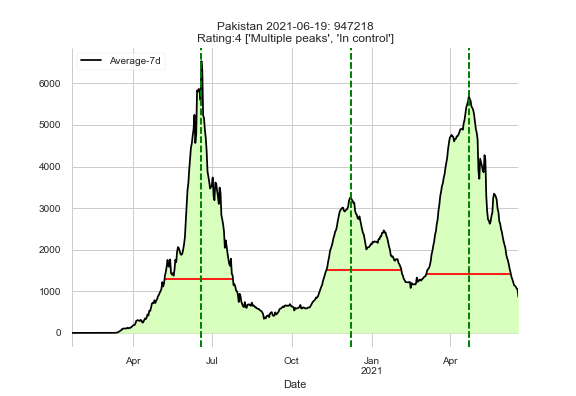 Pakistan 2021-06-19: 947218
Rating:4 ['Multiple peaks', 'In control']
Average-7d
6000
5000
4000
3000
2000
1000
0
Apr Jul Oct Jan Apr
2021
Date